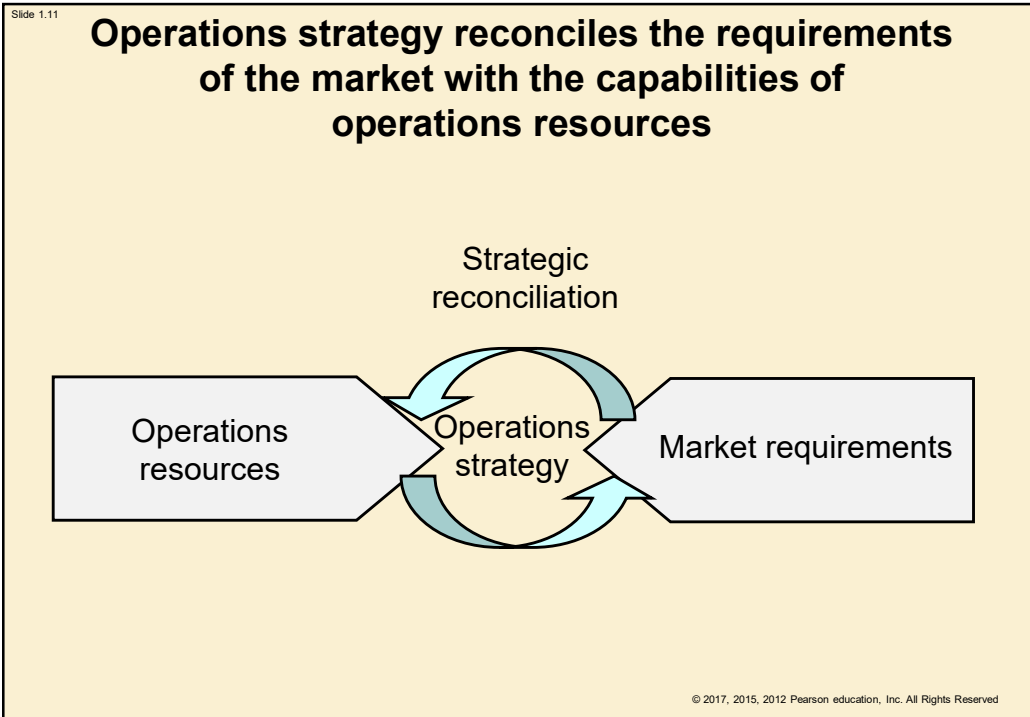 Slide 1.11
Operations strategy reconciles the requirements
of the market with the capabilities of
operations resources
Strategic
reconciliation
Operations
resources
Operations
strategy
Market requirements
© 2017, 2015, 2012 Pearson education, Inc. All Rights Reserved